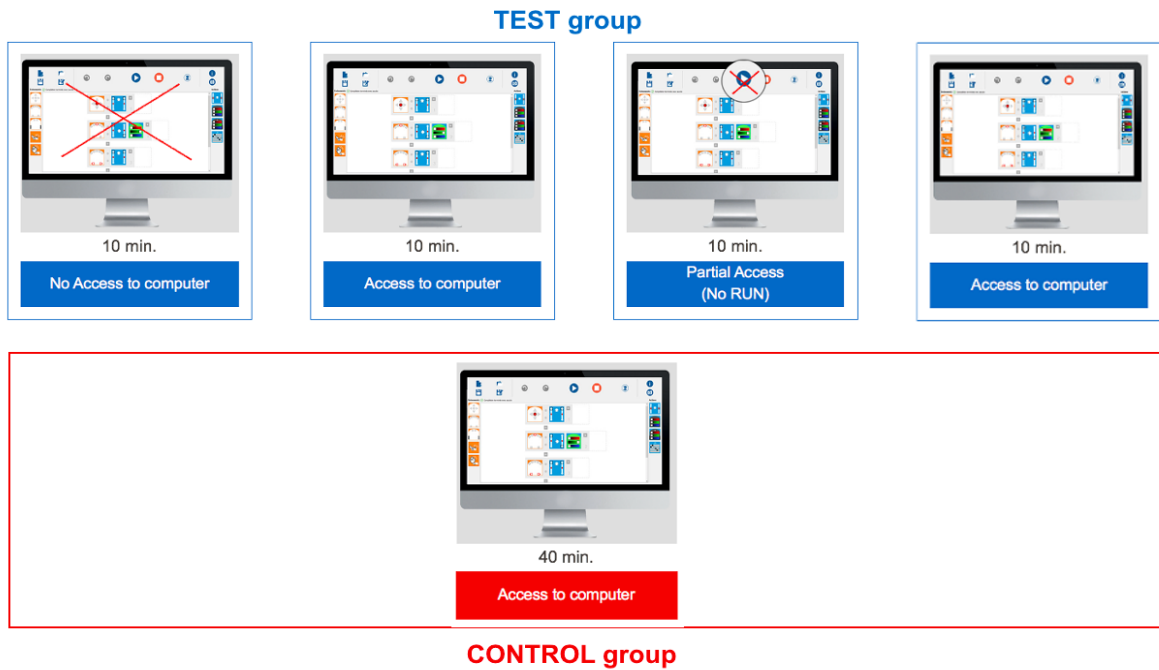 TEST group
10 min.
No Access to computer
10 min.
Access to computer
10 min.
Partial Access
(No RUN)
10 min.
Access to computer
40 min.
Access to computer
CONTROL group